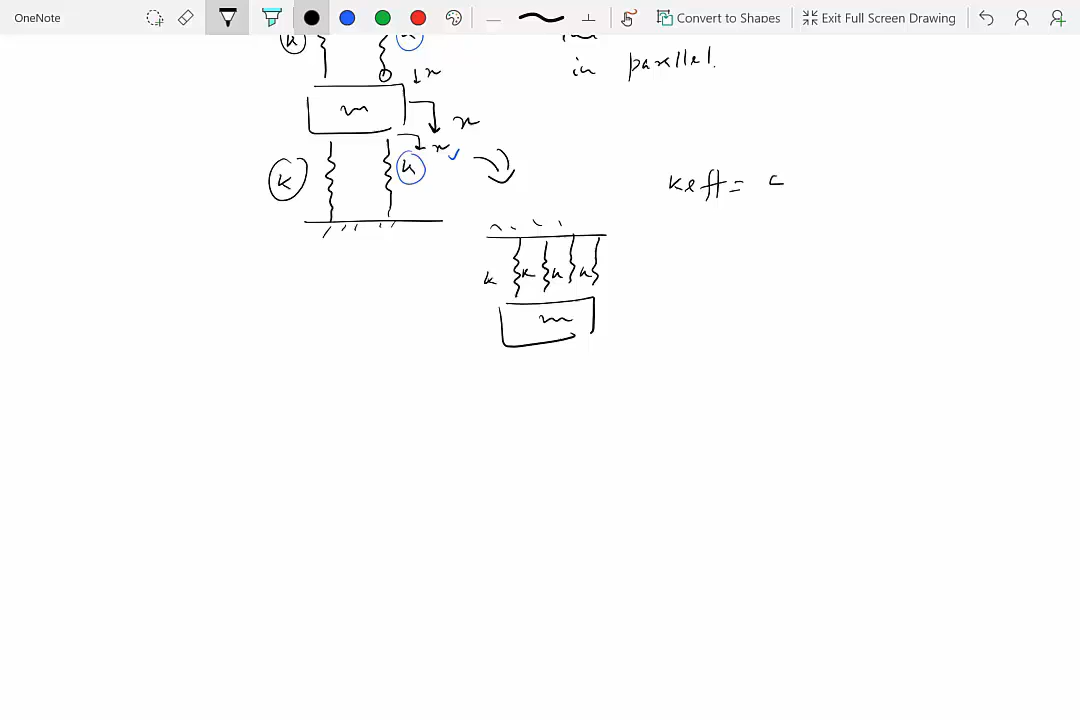 OneNote
Convert to Shapes
Exit Full Screen Drawing
k
in parallel.
x
m
x
x
k
k
keff =
k k k k
m